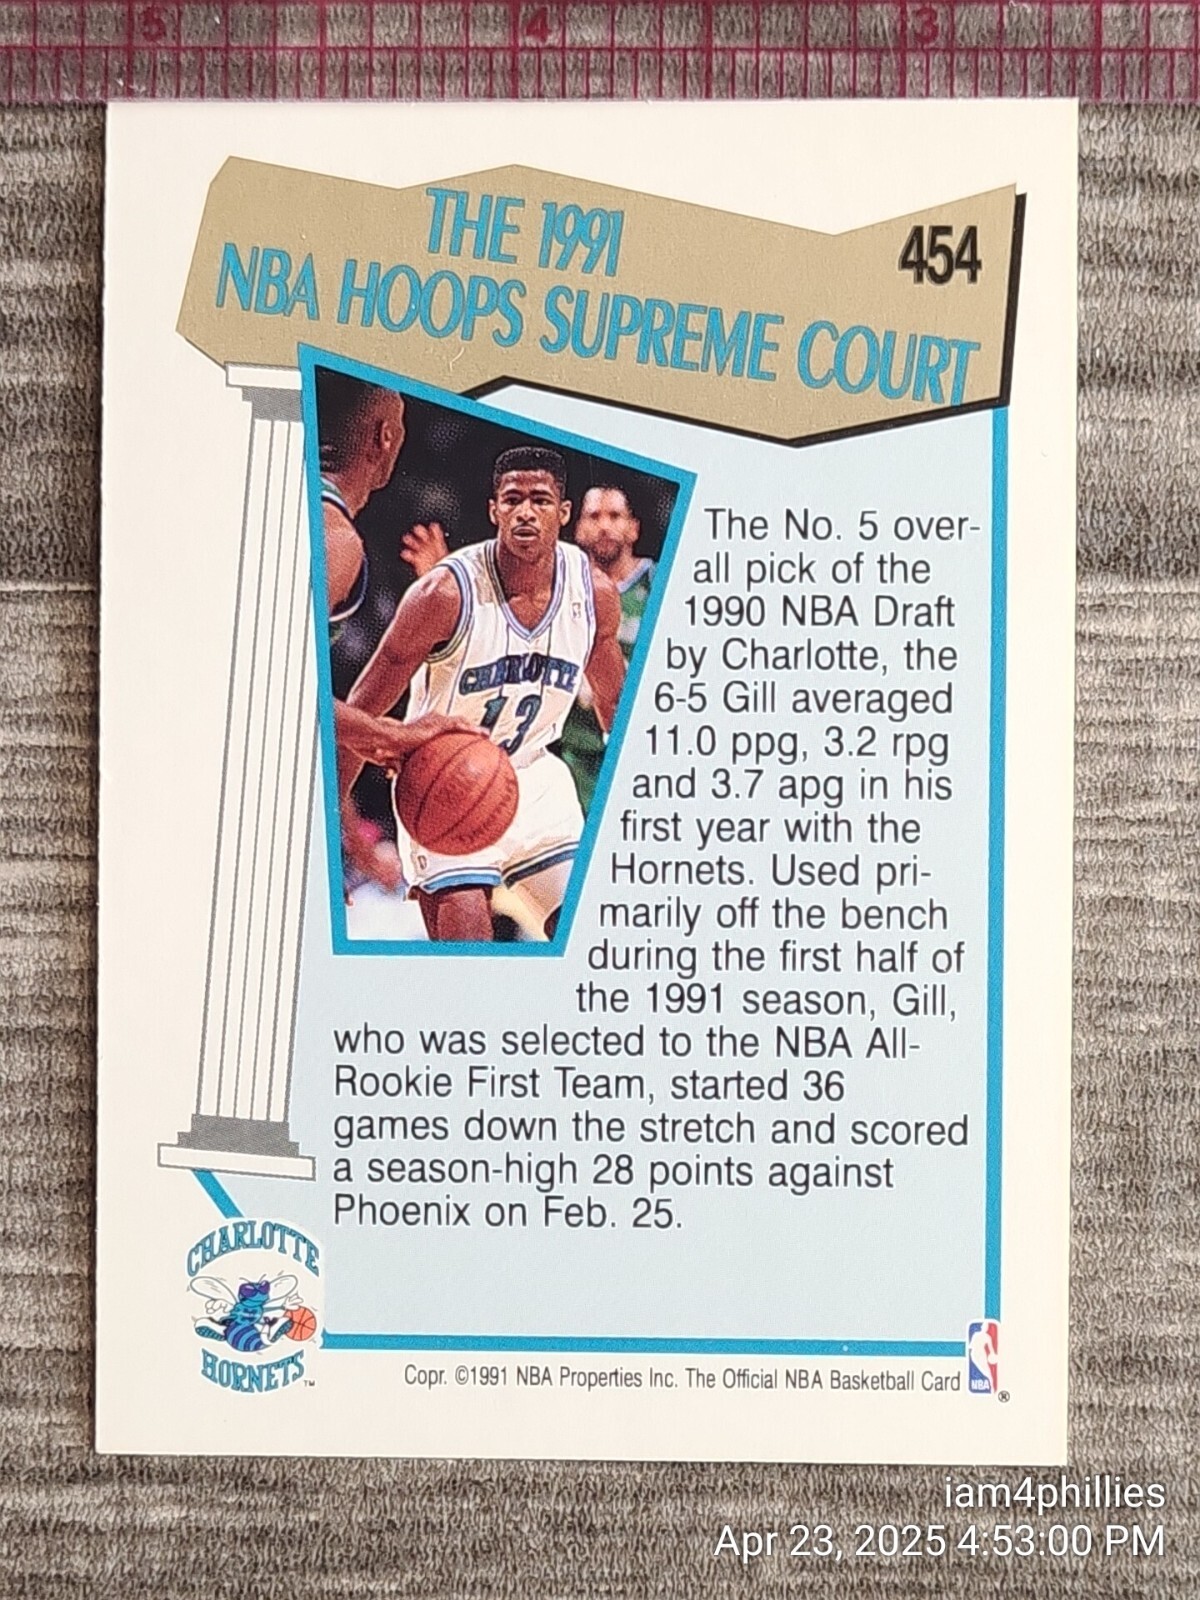 5 4 3
THE 1991
NBA HOOPS SUPREME COURT
454
CHARLOTTE
13
The No. 5 over-
all pick of the
1990 NBA Draft
by Charlotte, the
6-5 Gill averaged
11.0 ppg, 3.2 rpg
and 3.7 apg in his
first year with the
Hornets. Used pri-
marily off the bench
during the first half of
the 1991 season, Gill,
who was selected to the NBA All-
Rookie First Team, started 36
games down the stretch and scored
a season-high 28 points against
Phoenix on Feb. 25.
CHARLOTTE
HORNETS™
Copr. ©1991 NBA Properties Inc. The Official NBA Basketball Card
NBA
®
iam4phillies
Apr 23, 2025 4:53:00 PM